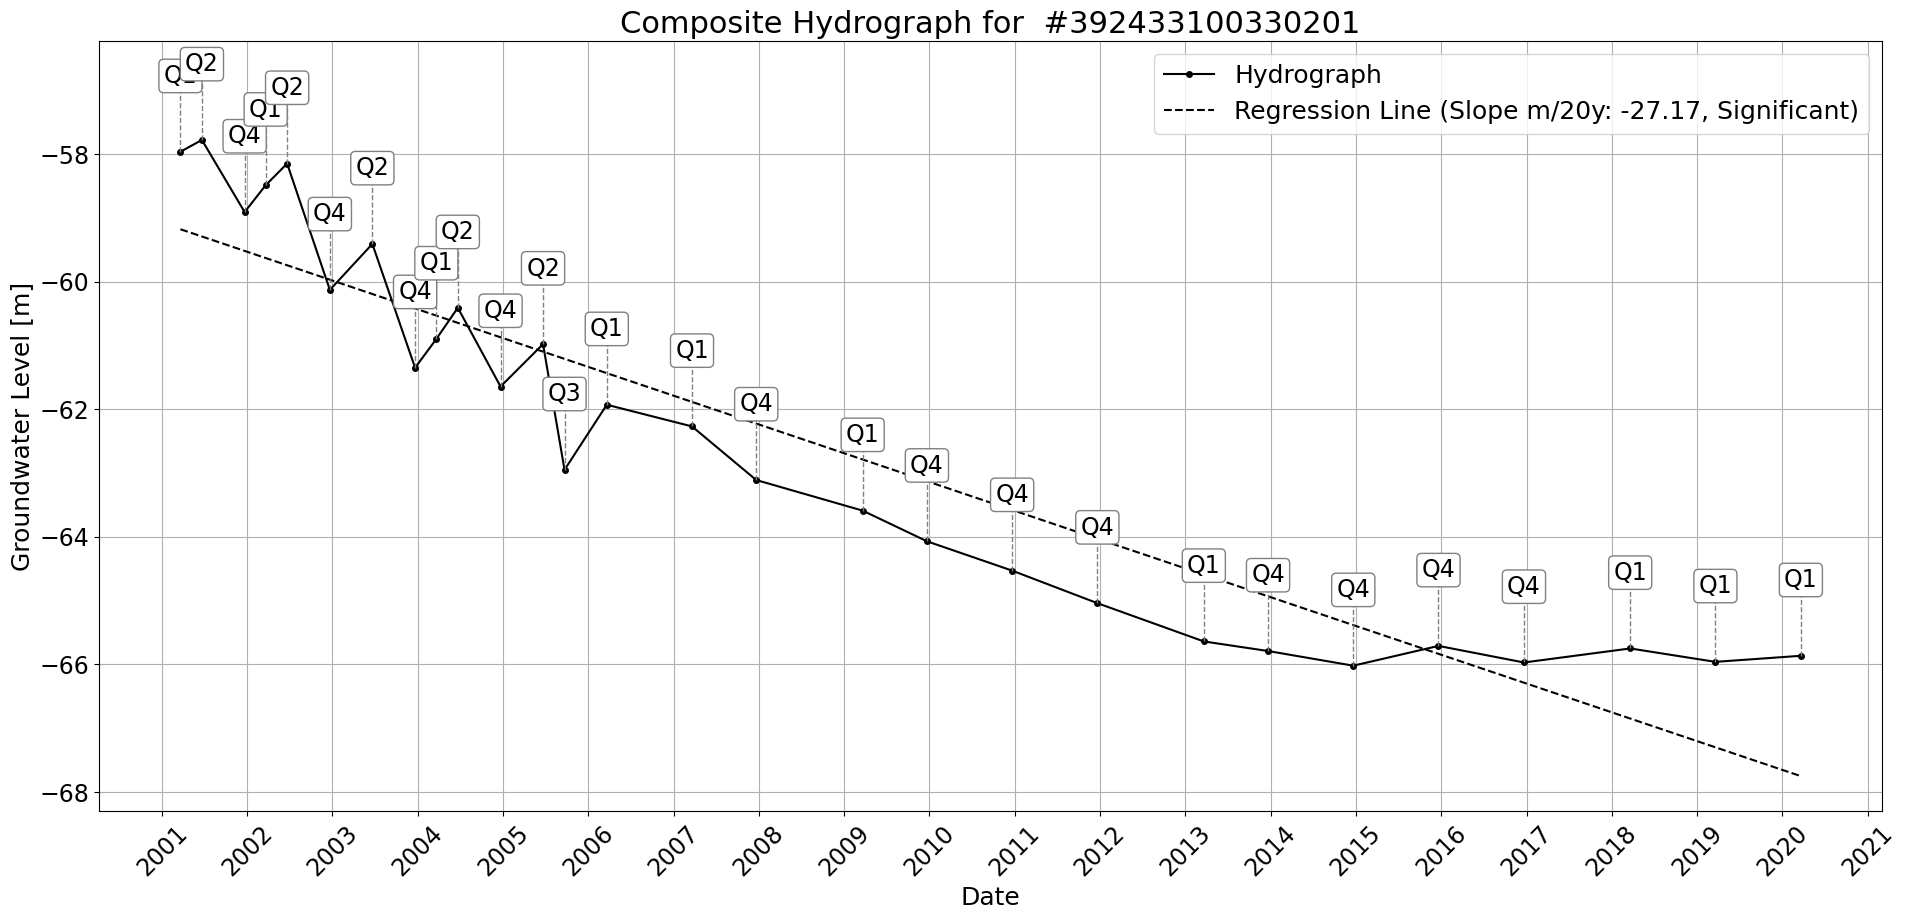 Composite Hydrograph for  #392433100330201
Hydrograph
Regression Line (Slope m/20y: -27.17, Significant)
Q2
Q2
Q1
Q4
Q2
Q4
Q2
Q1
Q4
Q2
Q4
Q1
Q1
Q3
Q4
Q1
Q4
Q4
Q4
Q1
Q4
Q4
Q4
Q4
Q1
Q1
Q1
−58
−60
−62
−64
−66
−68
Groundwater Level [m]
2001
2002
2003
2004
2005
2006
2007
2008
2009
2010
2011
2012
2013
2014
2015
2016
2017
2018
2019
2020
2021
Date